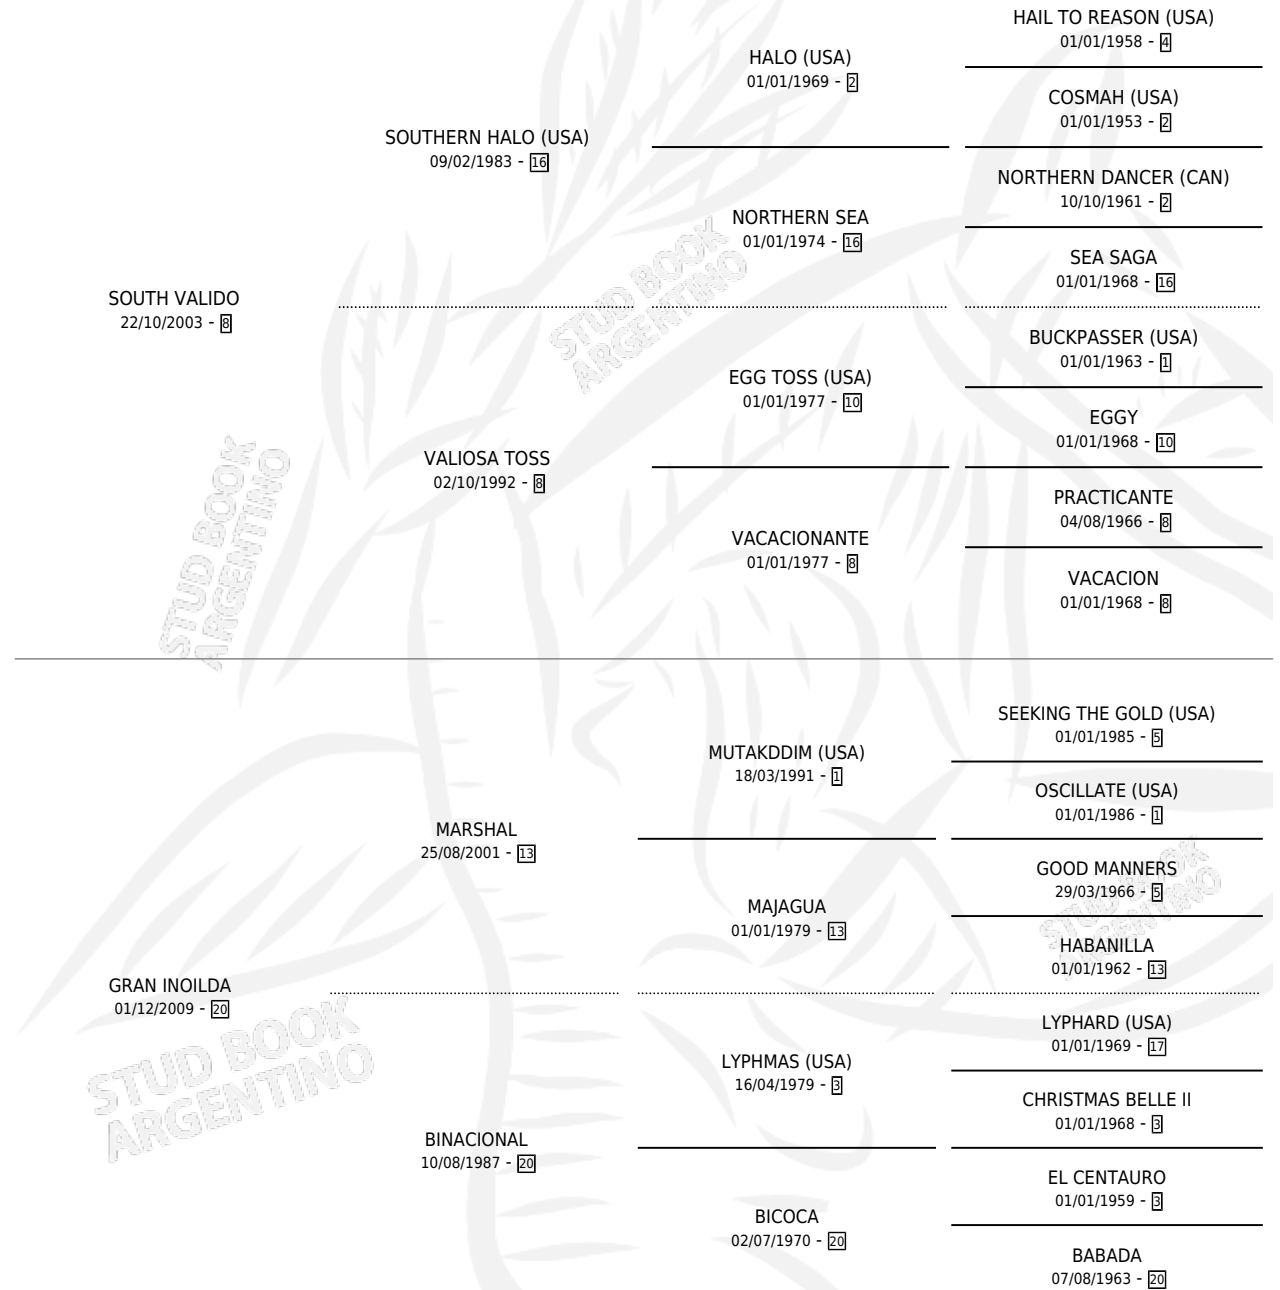 HAIL TO REASON (USA)
01/01/1958 - 4
HALO (USA)
01/01/1969 - 2
COSMAH (USA)
01/01/1953 - 2
SOUTHERN HALO (USA)
09/02/1983 - 16
NORTHERN DANCER (CAN)
10/10/1961 - 2
NORTHERN SEA
01/01/1974 - 16
SEA SAGA
01/01/1968 - 16
SOUTH VALIDO
22/10/2003 - 8
BUCKPASSER (USA)
01/01/1963 - 1
EGG TOSS (USA)
01/01/1977 - 10
EGGY
01/01/1968 - 10
VALIOSA TOSS
02/10/1992 - 8
PRACTICANTE
04/08/1966 - 8
VACACIONANTE
01/01/1977 - 8
VACACION
01/01/1968 - 8
STUD BOOK
ARGENTINO
STUD BOOK
ARGENTINO
SEEKING THE GOLD (USA)
01/01/1985 - 5
MUTAKDDIM (USA)
18/03/1991 - 1
OSCILLATE (USA)
01/01/1986 - 1
MARSHAL
25/08/2001 - 13
GOOD MANNERS
29/03/1966 - 5
MAJAGUA
01/01/1979 - 13
HABANILLA
01/01/1962 - 13
STUD BOOK
ARGENTINO
GRAN INOILDA
01/12/2009 - 20
LYPHARD (USA)
01/01/1969 - 17
LYPHMAS (USA)
16/04/1979 - 3
CHRISTMAS BELLE II
01/01/1968 - 3
BINACIONAL
10/08/1987 - 20
EL CENTAURO
01/01/1959 - 3
BICOCA
02/07/1970 - 20
BABADA
07/08/1963 - 20
STUD BOOK
ARGENTINO